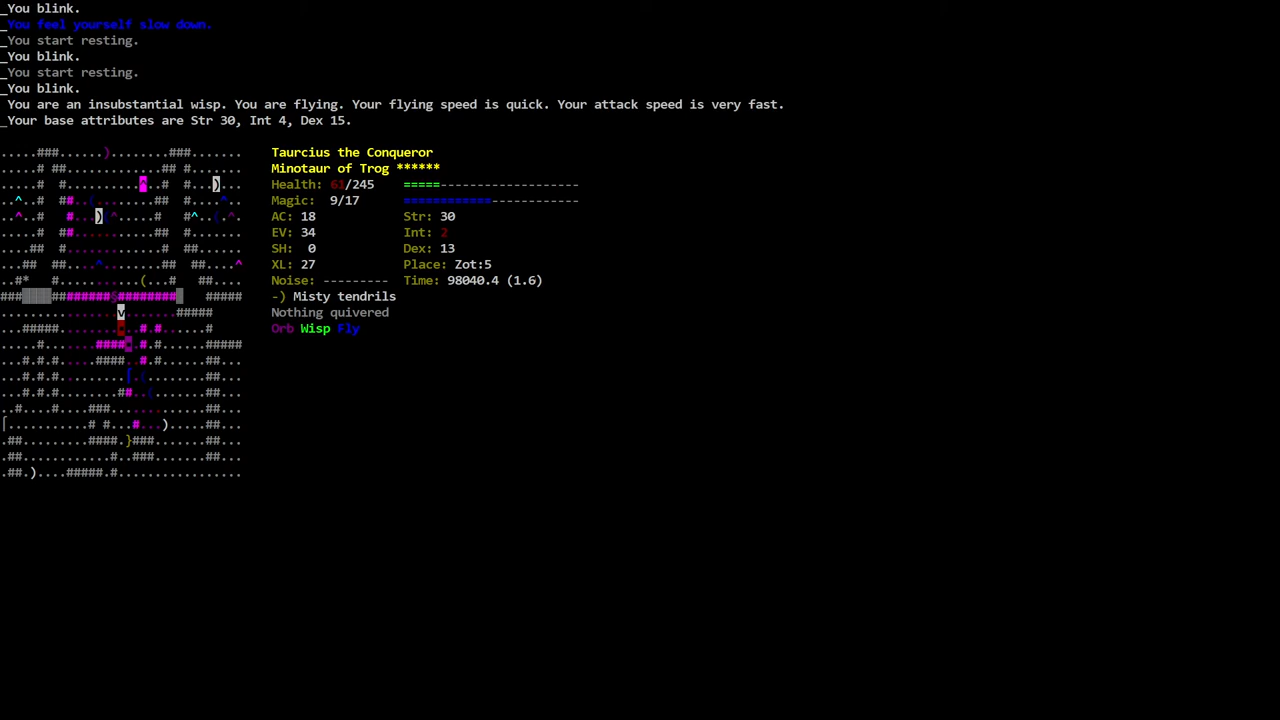 _You blink.
_You feel yourself slow down.
_You start resting.
_You blink.
_You start resting.
_You blink.
You are an insubstantial wisp. You are flying. Your flying speed is quick. Your attack speed is very fast.
_Your base attributes are Str 30, Int 4, Dex 15.
Taurcius the Conqueror
Minotaur of Trog ******
Health: 61/245 =====-------------------
Magic: 9/17 ============------------
AC: 18 Str: 30
EV: 34 Int: 2
SH: 0 Dex: 13
XL: 27 Place: Zot:5
Noise: --------- Time: 98040.4 (1.6)
-) Misty tendrils
Nothing quivered
Orb Wisp Fly